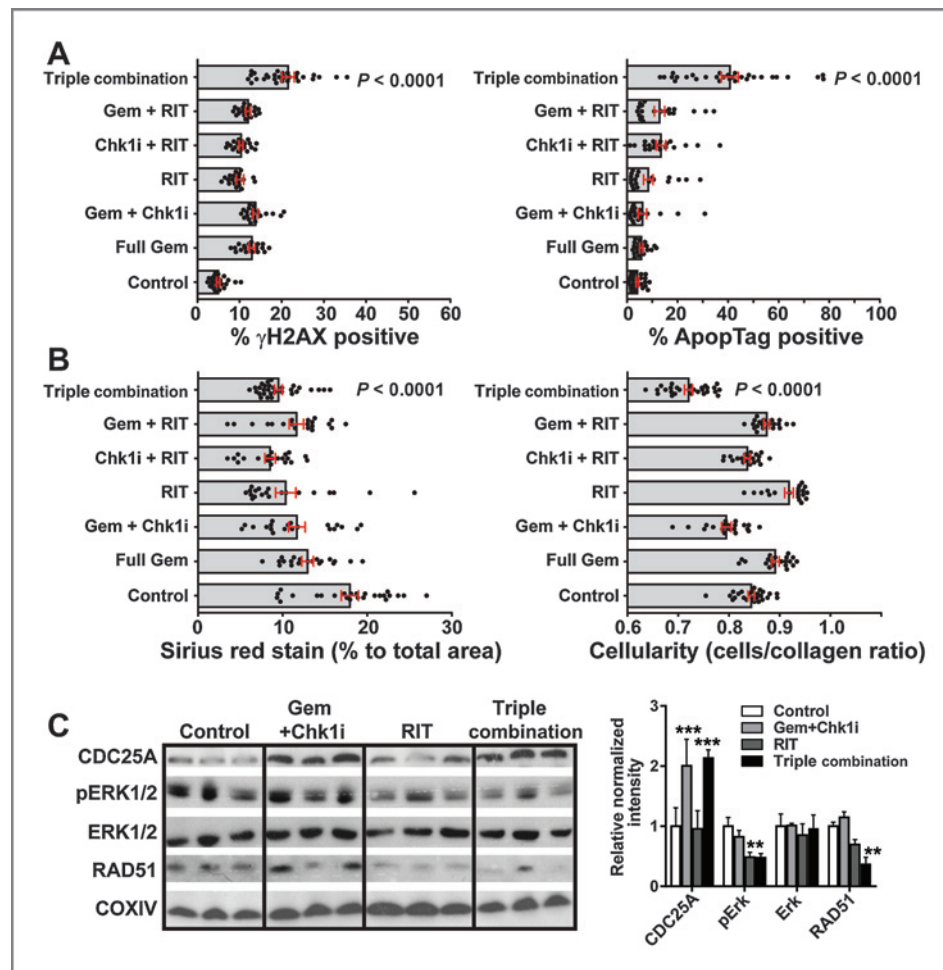 A
Triple combination
Gem + RIT
Chk1i + RIT
RIT
Gem + Chk1i
Full Gem
Control
P < 0.0001
0 10 20 30 40 50 60
% γH2AX positive
Triple combination
Gem + RIT
Chk1i + RIT
RIT
Gem + Chk1i
Full Gem
Control
P < 0.0001
0 20 40 60 80 100
% ApopTag positive
B
Triple combination
Gem + RIT
Chk1i + RIT
RIT
Gem + Chk1i
Full Gem
Control
P < 0.0001
0 10 20 30
Sirius red stain (% to total area)
Triple combination
Gem + RIT
Chk1i + RIT
RIT
Gem + Chk1i
Full Gem
Control
P < 0.0001
0.6 0.7 0.8 0.9 1.0
Cellularity (cells/collagen ratio)
C
Control
Gem
+Chk1i
RIT
Triple
combination
CDC25A
pERK1/2
ERK1/2
RAD51
COXIV
Relative normalized
intensity
3
2
1
0
Control
Gem+Chk1i
RIT
Triple combination
*** ***
**
**
CDC25A
pErk
Erk
RAD51